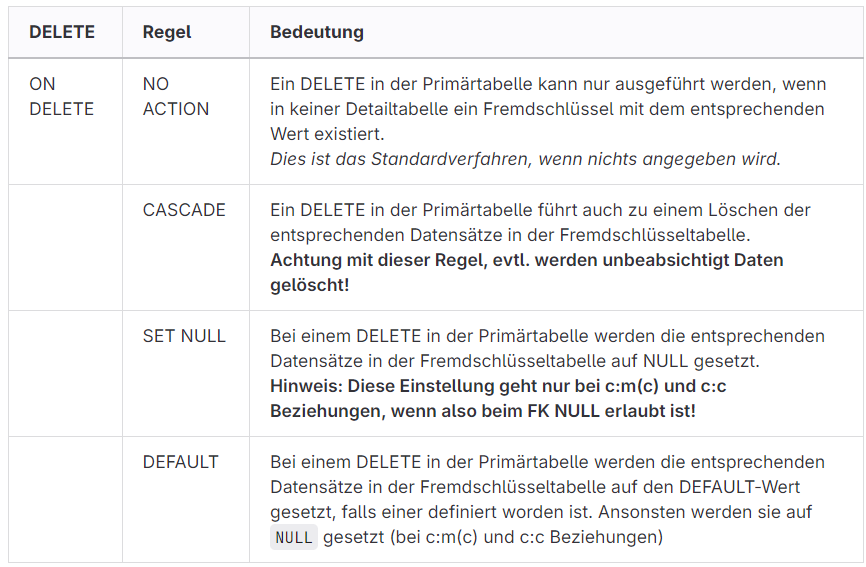 DELETE Regel Bedeutung
ON NO Ein DELETE in der Primärtabelle kann nur ausgeführt werden, wenn
DELETE ACTION in keiner Detailtabelle ein Fremdschlüssel mit dem entsprechenden
Wert existiert.
Dies ist das Standardverfahren, wenn nichts angegeben wird.
CASCADE Ein DELETE in der Primärtabelle führt auch zu einem Löschen der
entsprechenden Datensätze in der Fremdschlüsseltabelle.
Achtung mit dieser Regel, evtl. werden unbeabsichtigt Daten
gelöscht!
SET NULL Bei einem DELETE in der Primärtabelle werden die entsprechenden
Datensätze in der Fremdschlüsseltabelle auf NULL gesetzt.
Hinweis: Diese Einstellung geht nur bei c:m(c) und c:c
Beziehungen, wenn also beim FK NULL erlaubt ist!
DEFAULT Bei einem DELETE in der Primärtabelle werden die entsprechenden
Datensätze in der Fremdschlüsseltabelle auf den DEFAULT-Wert
gesetzt, falls einer definiert worden ist. Ansonsten werden sie auf
NULL gesetzt (bei c:m(c) und c:c Beziehungen)